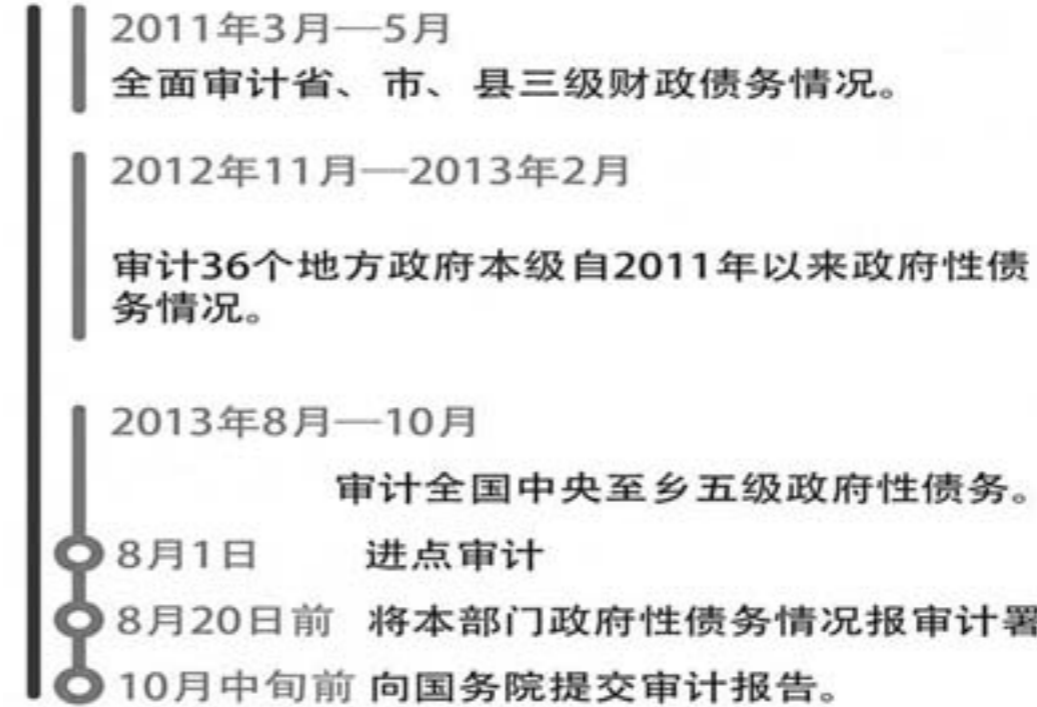 2011年3月—5月
全面审计省、市、县三级财政债务情况。
2012年11月—2013年2月
审计36个地方政府本级自2011年以来政府性债
务情况。
2013年8月—10月
审计全国中央至乡五级政府性债务。
8月1日 进点审计
8月20日前 将本部门政府性债务情况报审计署
10月中旬前 向国务院提交审计报告。